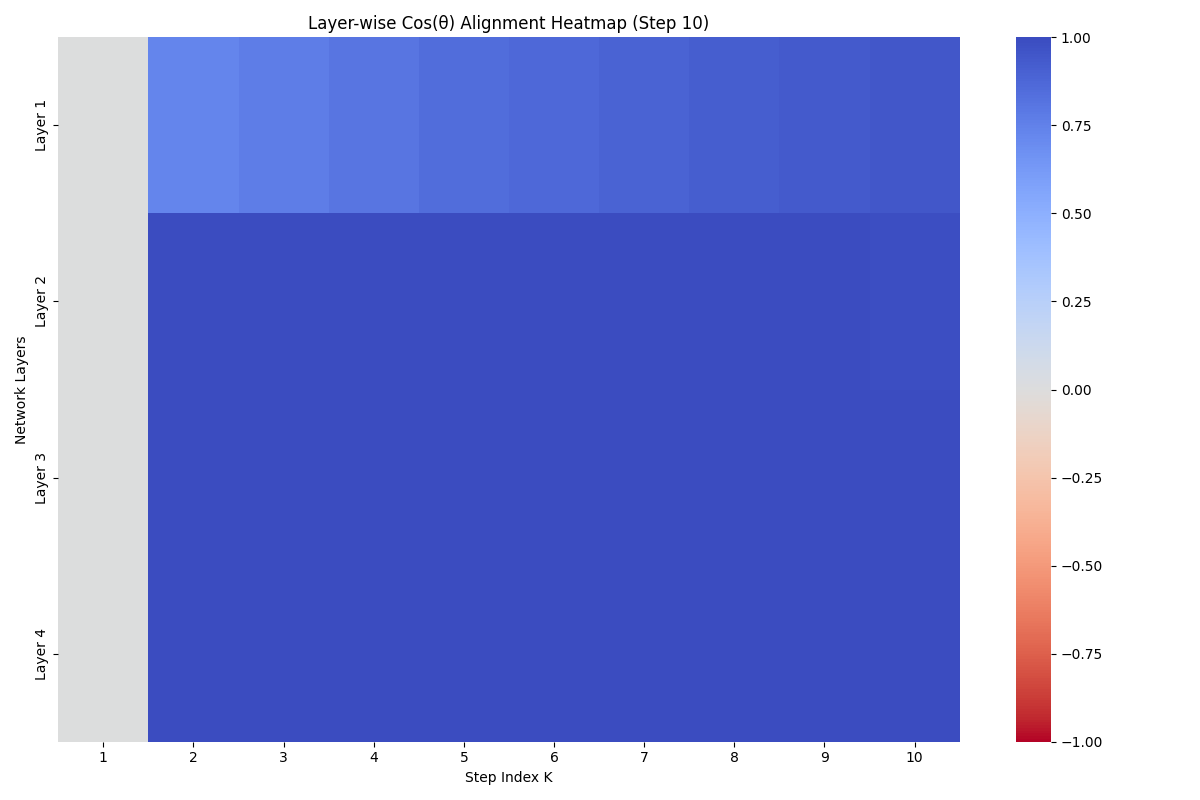 Layer-wise Cos(θ) Alignment Heatmap (Step 10)
Network Layers
Layer 1
Layer 2
Layer 3
Layer 4
1 2 3 4 5 6 7 8 9 10
Step Index K
1.00
0.75
0.50
0.25
0.00
−0.25
−0.50
−0.75
−1.00